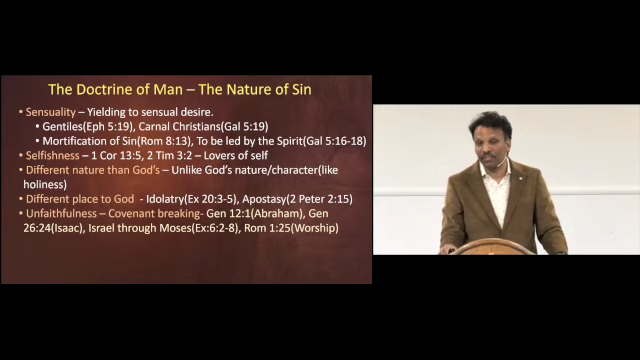 The Doctrine of Man – The Nature of Sin
• Sensuality – Yielding to sensual desire.
• Gentiles(Eph 5:19), Carnal Christians(Gal 5:19)
• Mortification of Sin(Rom 8:13), To be led by the Spirit(Gal 5:16-18)
• Selfishness – 1 Cor 13:5, 2 Tim 3:2 – Lovers of self
• Different nature than God's – Unlike God's nature/character(like
holiness)
• Different place to God - Idolatry(Ex 20:3-5), Apostasy(2 Peter 2:15)
• Unfaithfulness – Covenant breaking- Gen 12:1(Abraham), Gen
26:24(Isaac), Israel through Moses(Ex:6:2-8), Rom 1:25(Worship)